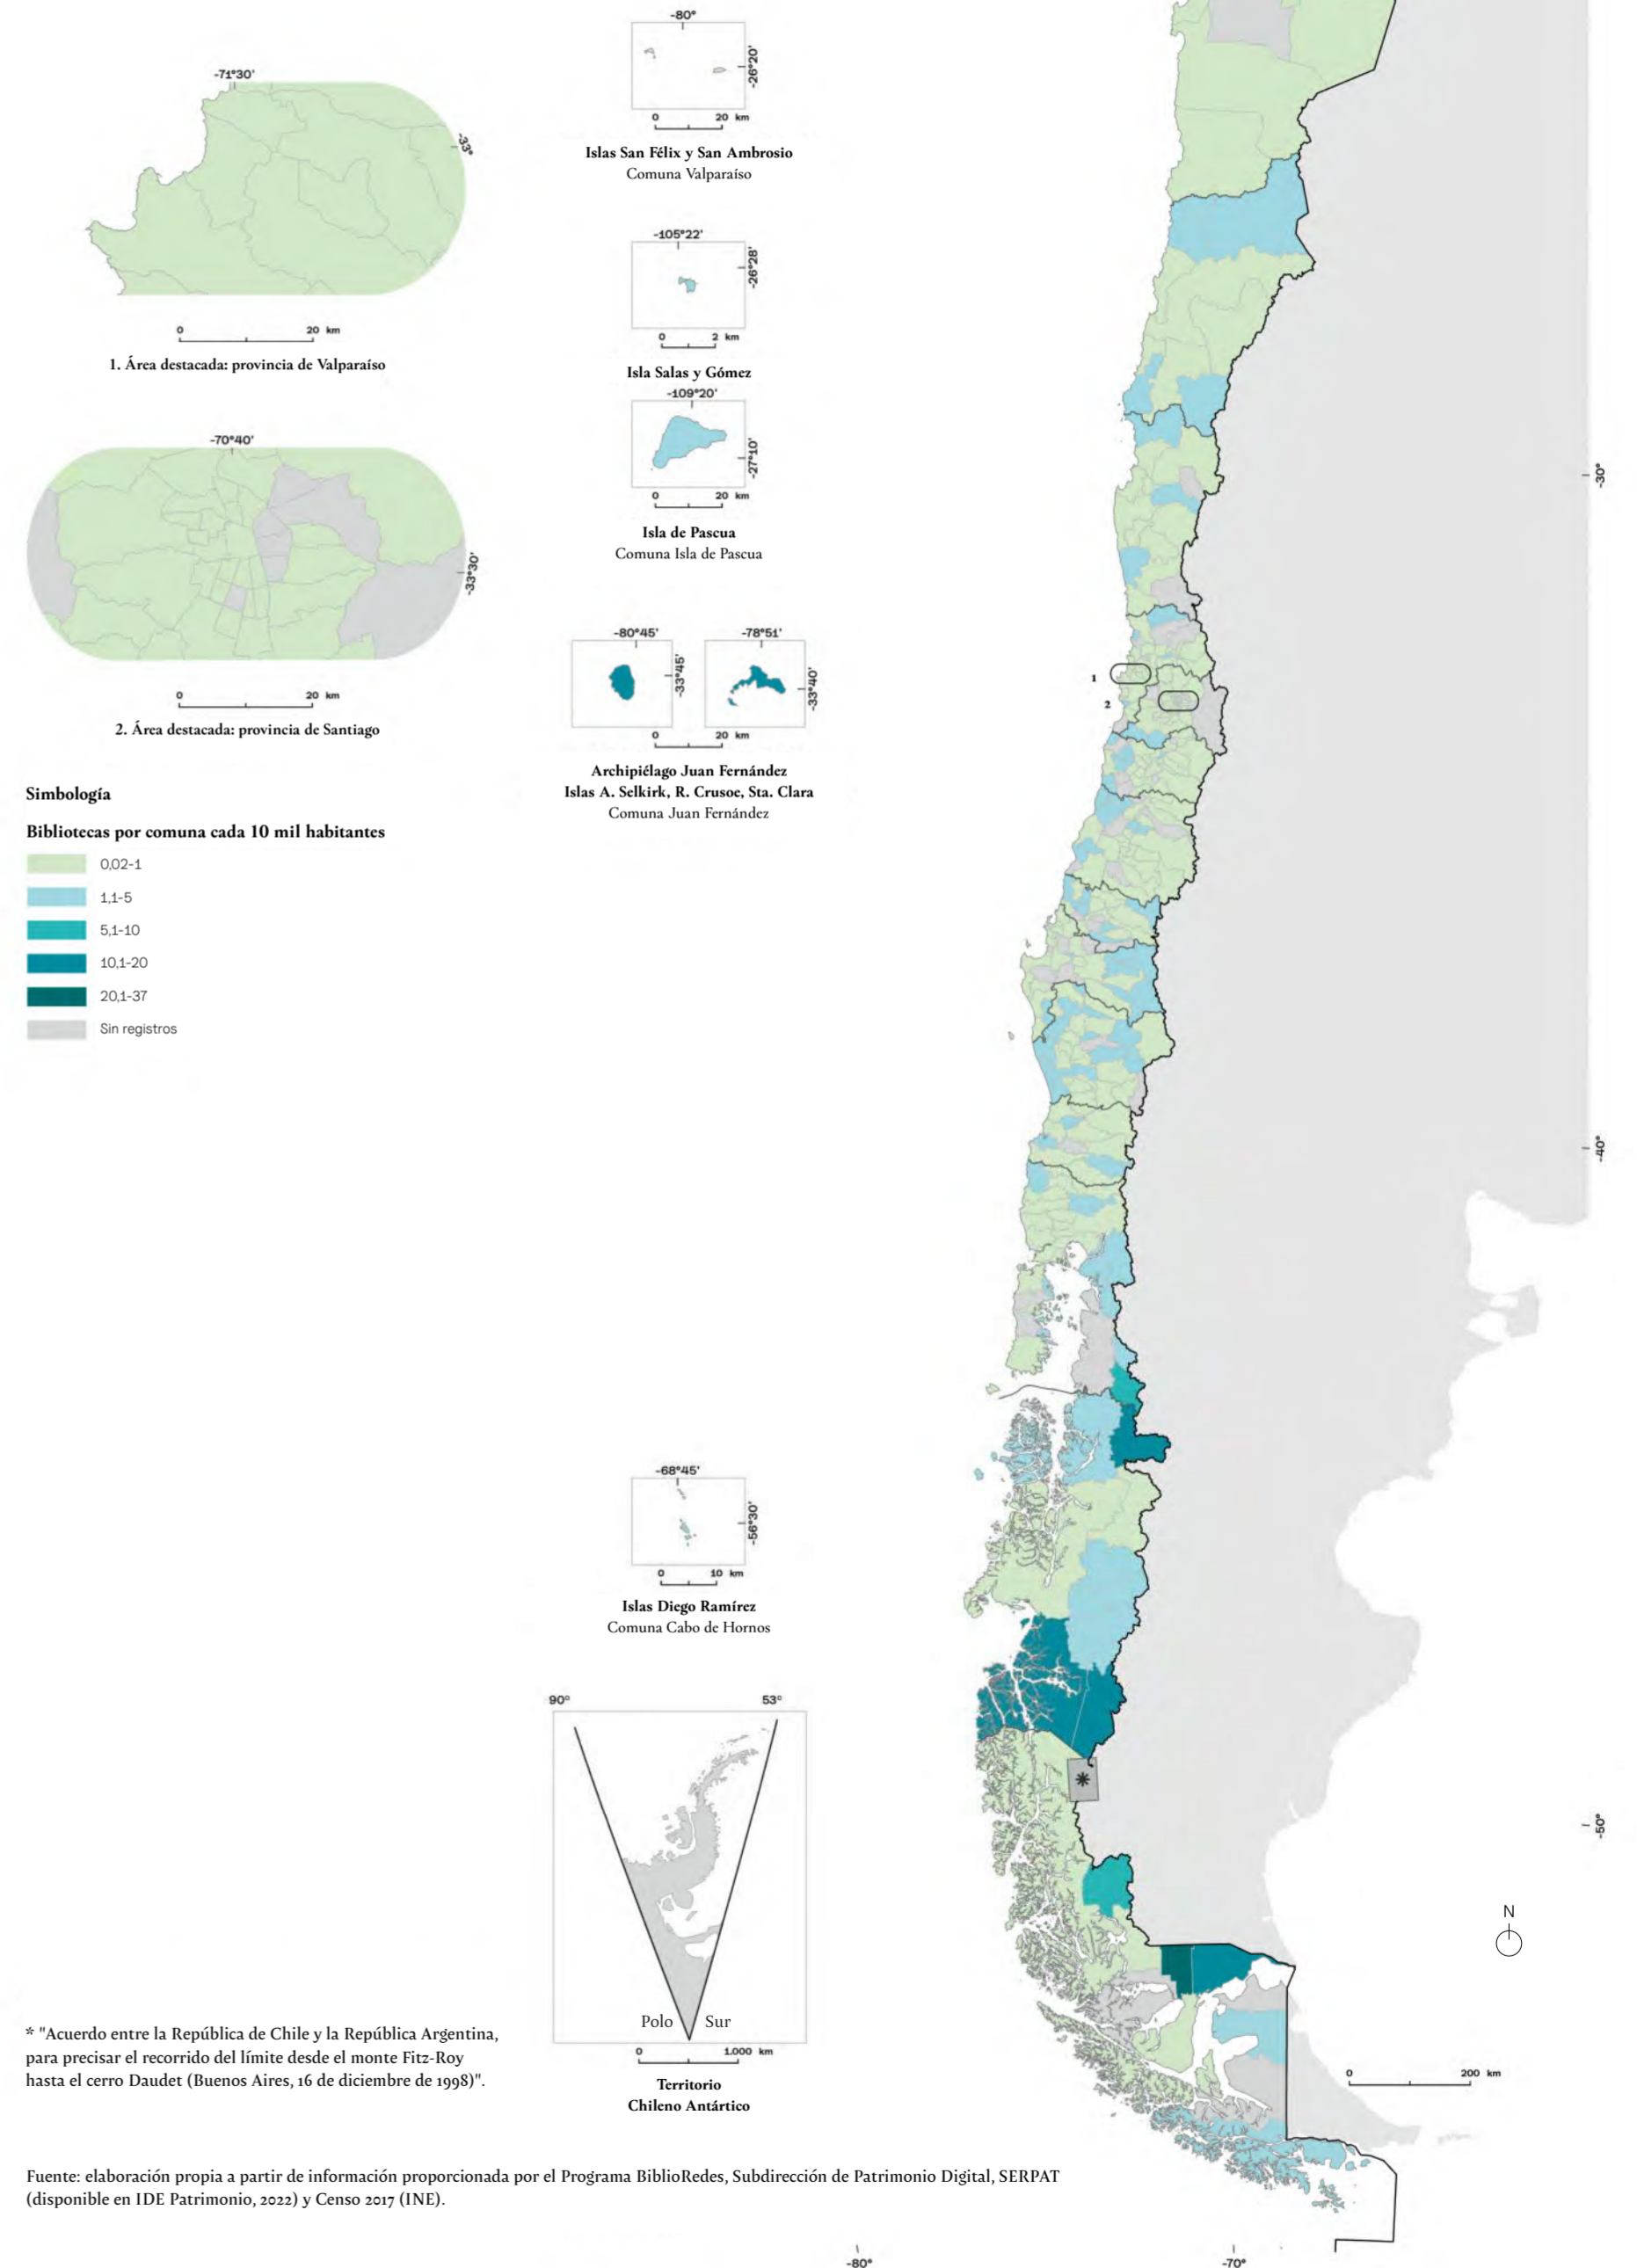 -71°30'
-33°
0 20 km
1. Área destacada: provincia de Valparaíso
-70°40'
-33°30'
0 20 km
2. Área destacada: provincia de Santiago
Simbología
Bibliotecas por comuna cada 10 mil habitantes
0,02-1
1,1-5
5,1-10
10,1-20
20,1-37
Sin registros
-80°
-26°20'
0 20 km
Islas San Félix y San Ambrosio
Comuna Valparaíso
-105°22'
-26°28'
0 2 km
Isla Salas y Gómez
-109°20'
-27°10'
0 20 km
Isla de Pascua
Comuna Isla de Pascua
-80°45'
-33°45'
-78°51'
-33°40'
0 20 km
Archipiélago Juan Fernández
Islas A. Selkirk, R. Crusoe, Sta. Clara
Comuna Juan Fernández
-68°45'
-56°30'
0 10 km
Islas Diego Ramírez
Comuna Cabo de Hornos
90°
53°
Polo Sur
0 1.000 km
Territorio
Chileno Antártico
1
2
*
-30°
-40°
-50°
N
0 200 km
-80°
-70°
* "Acuerdo entre la República de Chile y la República Argentina,
para precisar el recorrido del límite desde el monte Fitz-Roy
hasta el cerro Daudet (Buenos Aires, 16 de diciembre de 1998)".
Fuente: elaboración propia a partir de información proporcionada por el Programa BiblioRedes, Subdirección de Patrimonio Digital, SERPAT
(disponible en IDE Patrimonio, 2022) y Censo 2017 (INE).